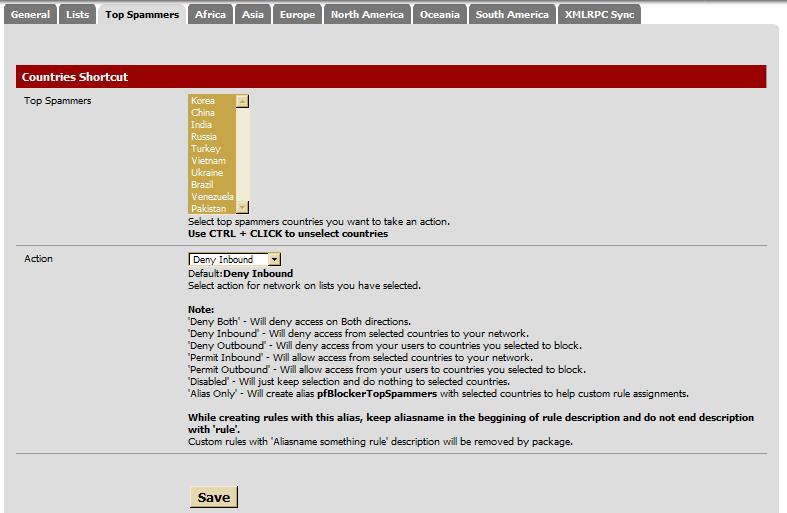 General Lists Top Spammers Africa Asia Europe North America Oceania South America XMLRPC Sync
Countries Shortcut
Top Spammers
Korea
China
India
Russia
Turkey
Vietnam
Ukraine
Brazil
Venezuela
Pakistan
Select top spammers countries you want to take an action.
Use CTRL + CLICK to unselect countries
Action
Deny Inbound
Default:Deny Inbound
Select action for network on lists you have selected.
Note:
'Deny Both' - Will deny access on Both directions.
'Deny Inbound' - Will deny access from selected countries to your network.
'Deny Outbound' - Will deny access from your users to countries you selected to block.
'Permit Inbound' - Will allow access from selected countries to your network.
'Permit Outbound' - Will allow access from your users to countries you selected to block.
'Disabled' - Will just keep selection and do nothing to selected countries.
'Alias Only' - Will create alias pfBlockerTopSpammers with selected countries to help custom rule assignments.
While creating rules with this alias, keep aliasname in the beggining of rule description and do not end description
with 'rule'.
Custom rules with 'Aliasname something rule' description will be removed by package.
Save